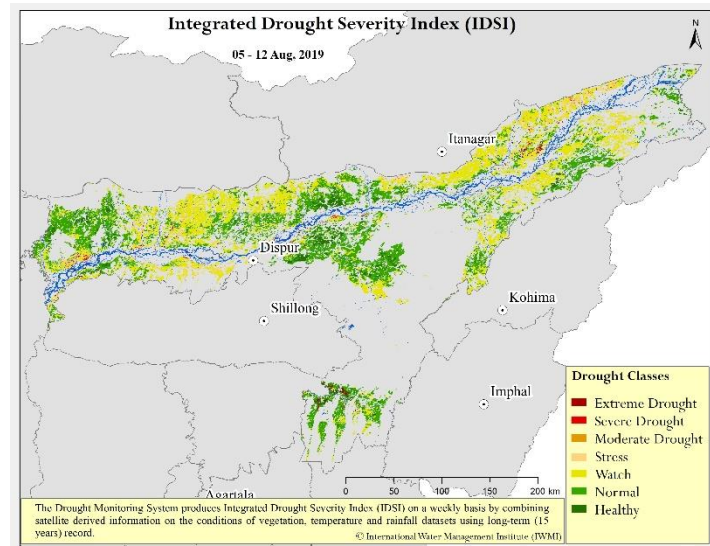 Integrated Drought Severity Index (IDSI)
05 - 12 Aug, 2019
N
Itanagar
Dispur
Shillong
Kohima
Imphal
Agartala
Drought Classes
Extreme Drought
Severe Drought
Moderate Drought
Stress
Watch
Normal
Healthy
0 50 100 150 200 km
The Drought Monitoring System produces Integrated Drought Severity Index (IDSI) on a weekly basis by combining
satellite derived information on the conditions of vegetation, temperature and rainfall datasets using long-term (15
years) record.
© International Water Management Institute (IWMI)